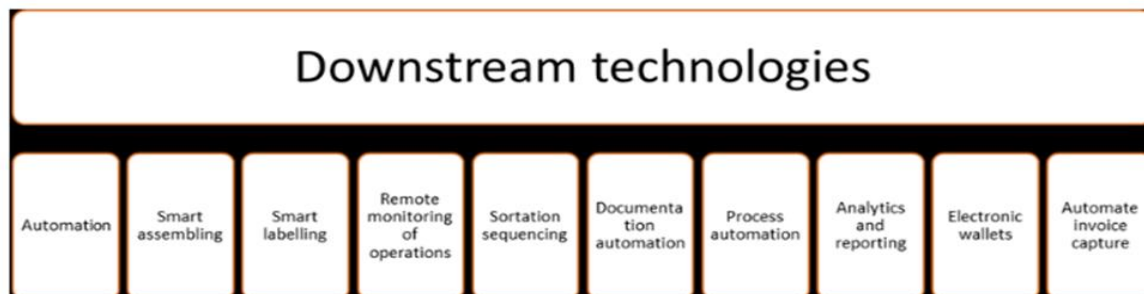 Downstream technologies
Automation
Smart
assembling
Smart
labelling
Remote
monitoring
of
operations
Sortation
sequencing
Documenta
tion
automation
Process
automation
Analytics
and
reporting
Electronic
wallets
Automate
invoice
capture